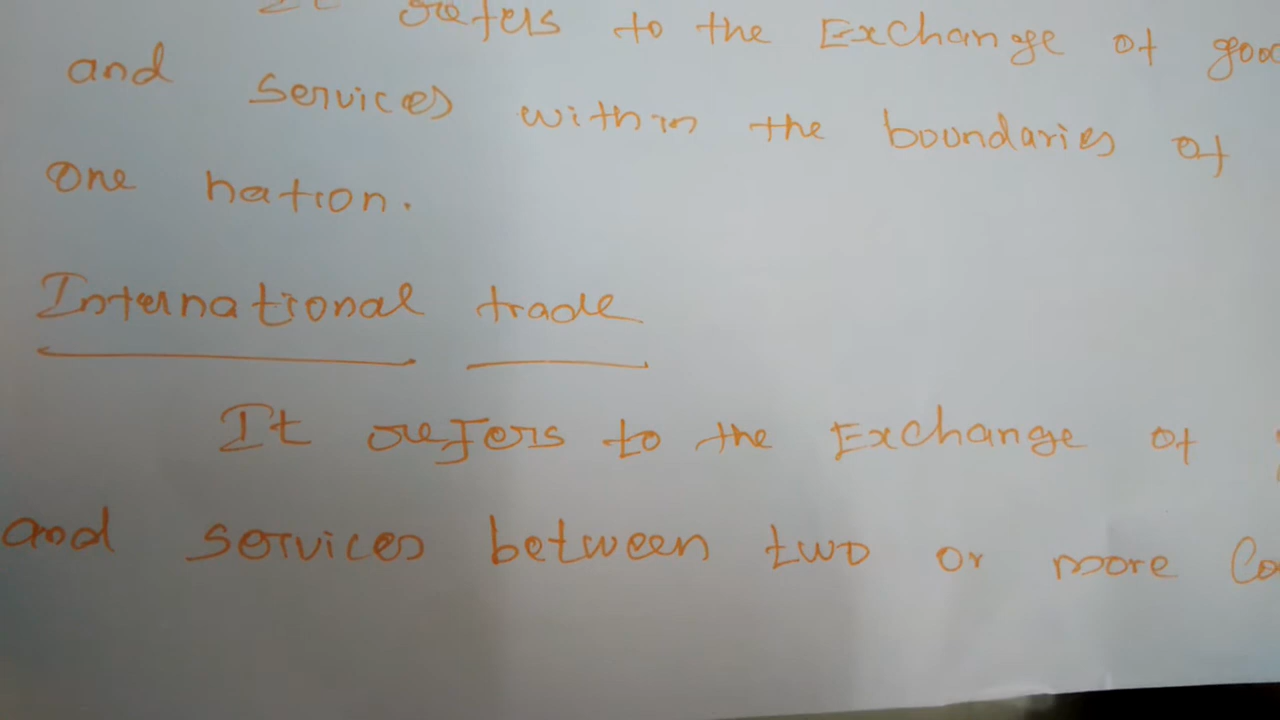 It refers to the Exchange of
and services within the boundaries of
one nation.
International trade
It refers to the Exchange of
and services between two or more